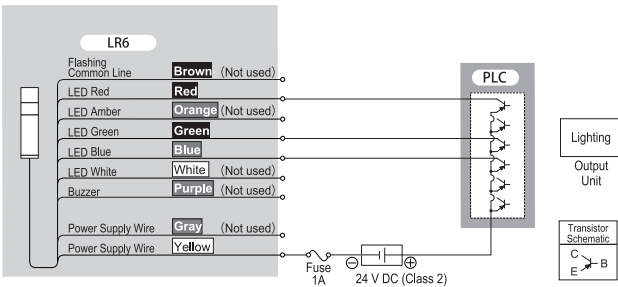 LR6
Flashing
Common Line Brown (Not used)
LED Red Red
LED Amber Orange (Not used)
LED Green Green
LED Blue Blue
LED White White (Not used)
Buzzer Purple (Not used)
Power Supply Wire Gray (Not used)
Power Supply Wire Yellow
Fuse
1A
24 V DC (Class 2)
PLC
Lighting
Output
Unit
Transistor
Schematic
C
B
E